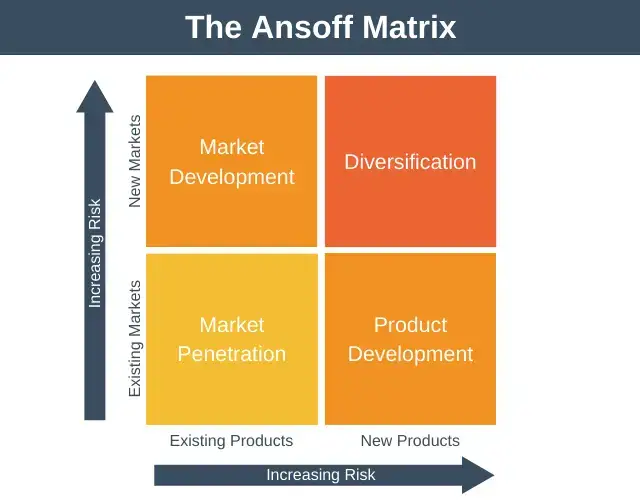 The Ansoff Matrix
Increasing Risk
New Markets
Market
Development
Diversification
Existing Markets
Market
Penetration
Product
Development
Existing Products
New Products
Increasing Risk